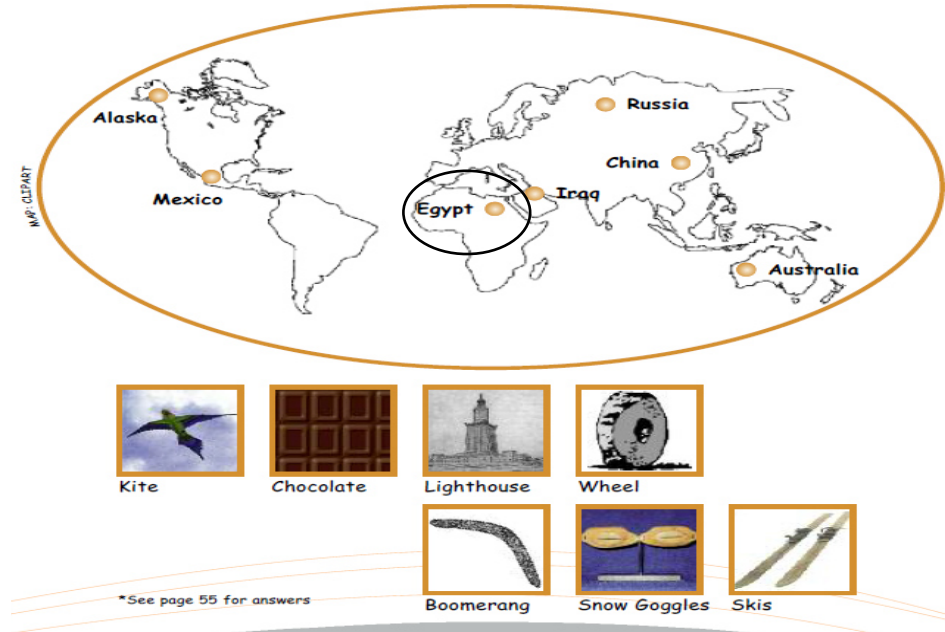 Alaska
Russia
China
Mexico
Iraq
Egypt
Australia
MAP: CLIPART
Kite
Chocolate
Lighthouse
Wheel
Boomerang
Snow Goggles
Skis
*See page 55 for answers